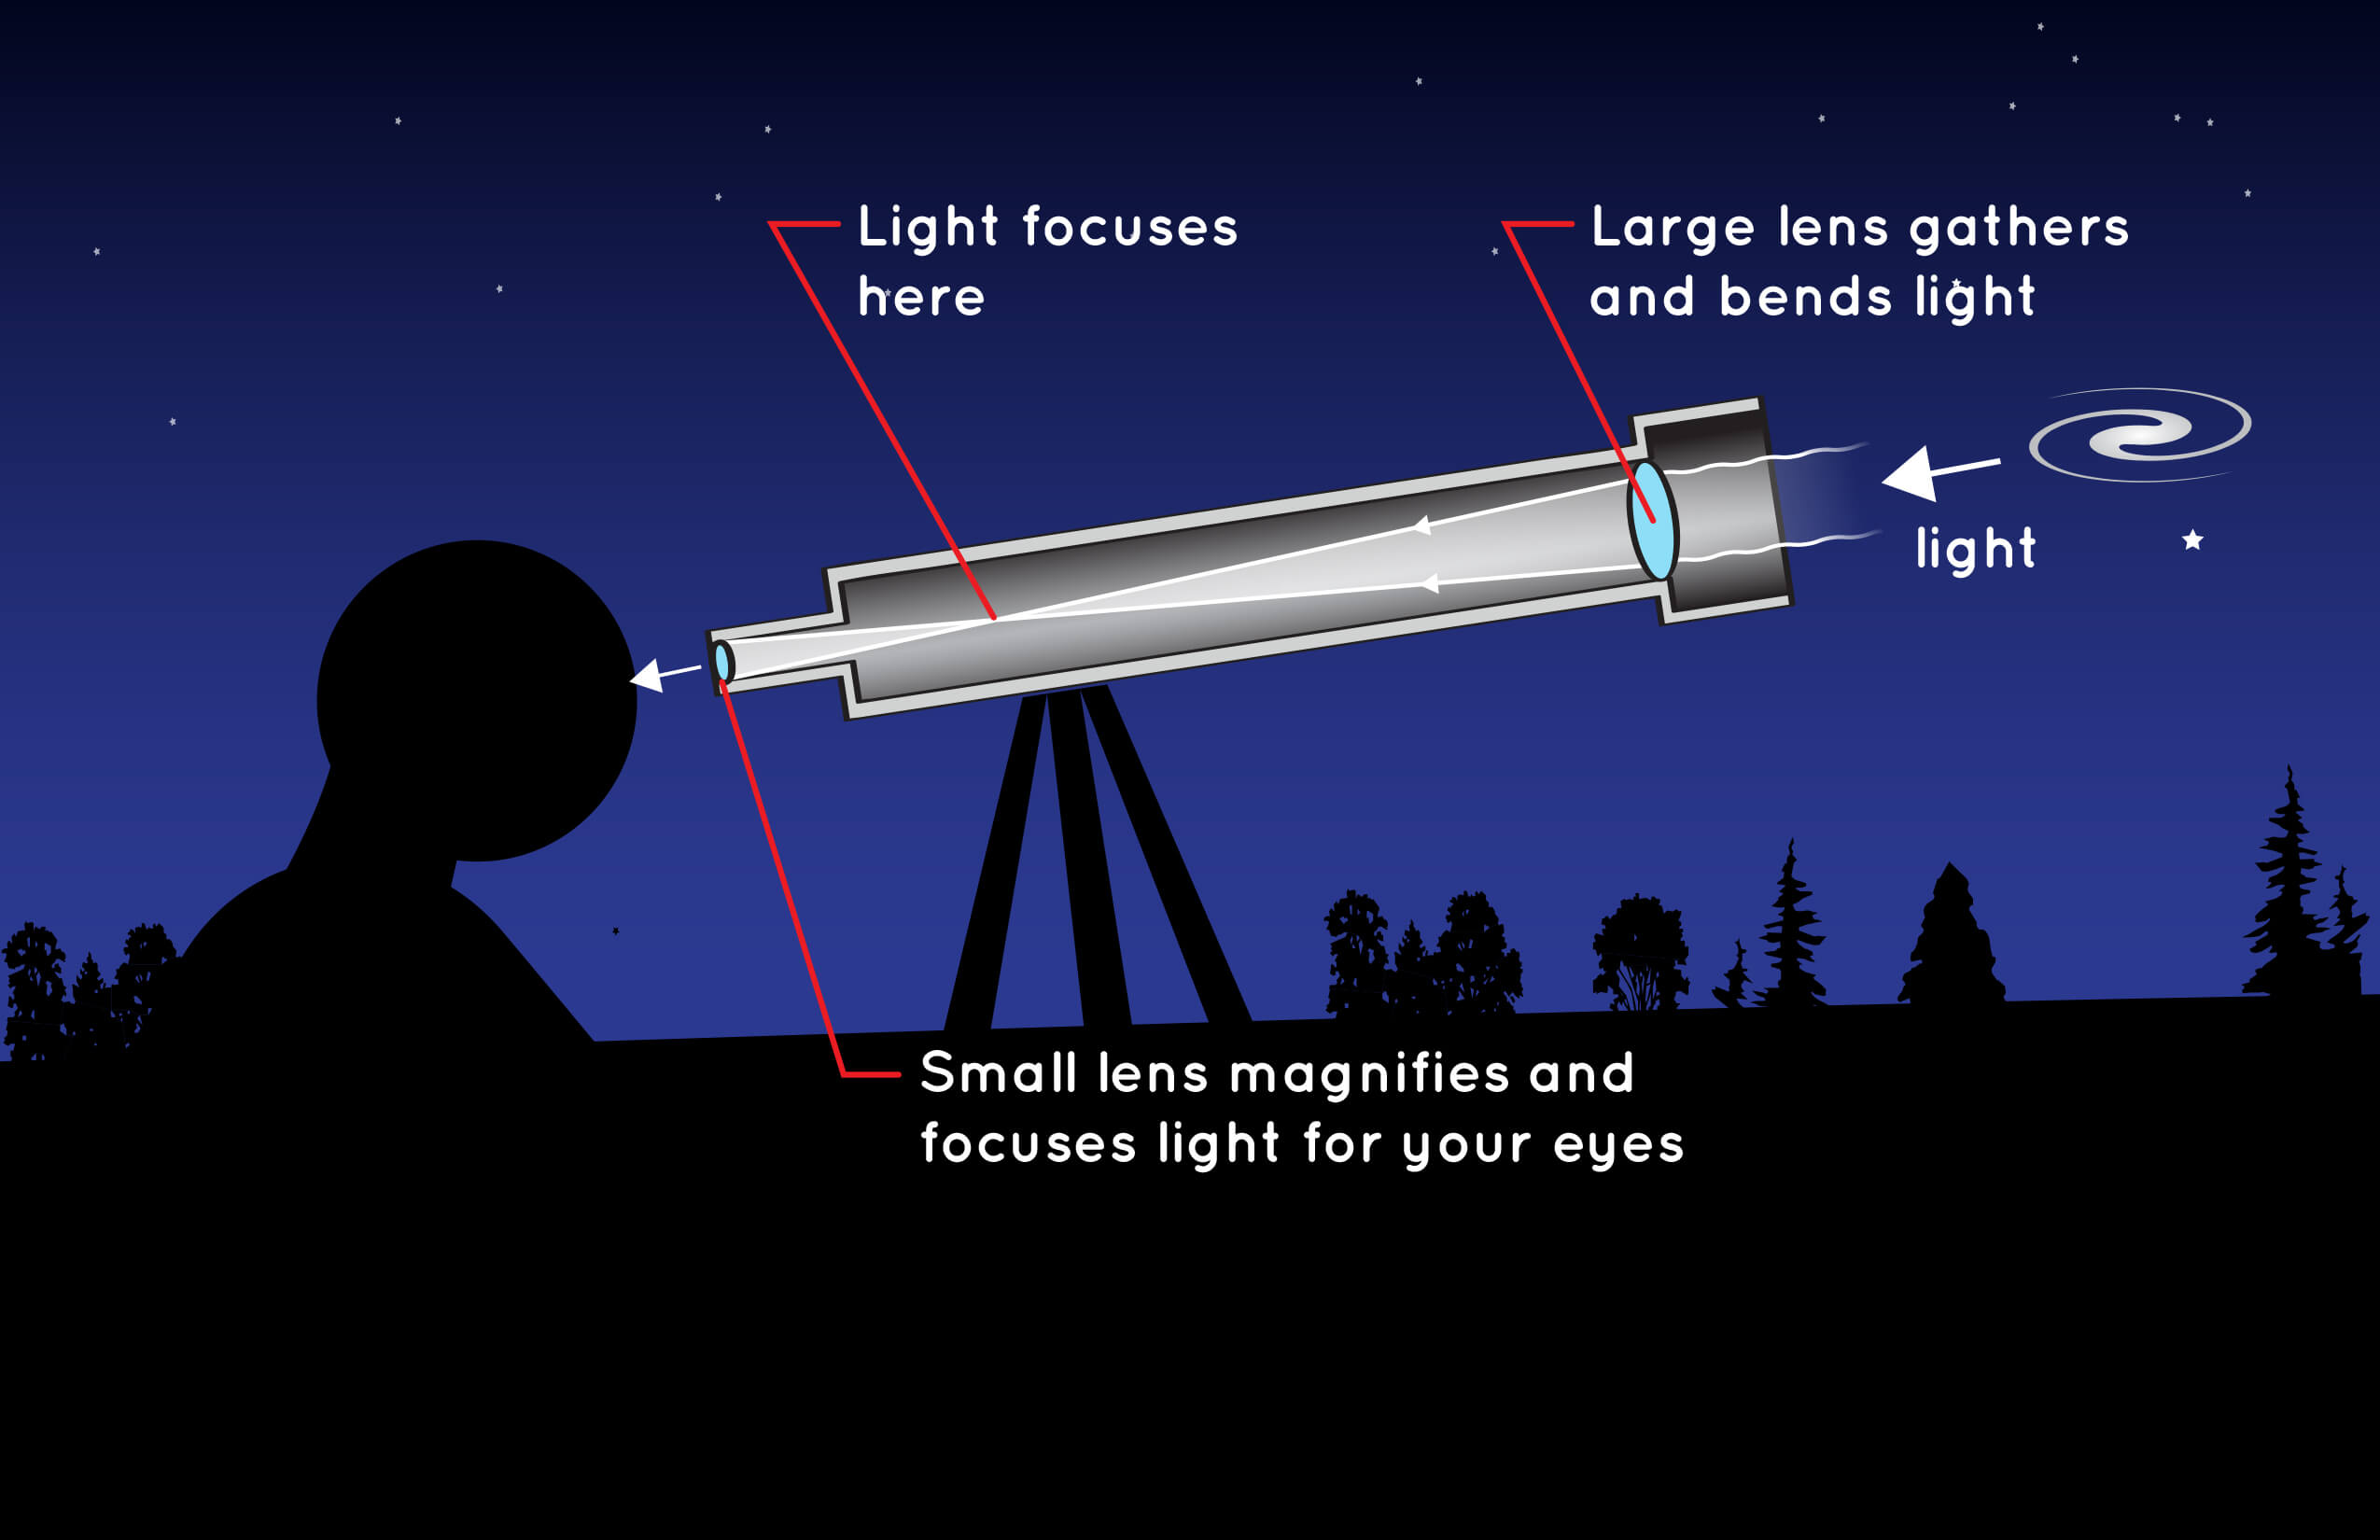 Light focuses
here
Large lens gathers
and bends light
light
Small lens magnifies and
focuses light for your eyes